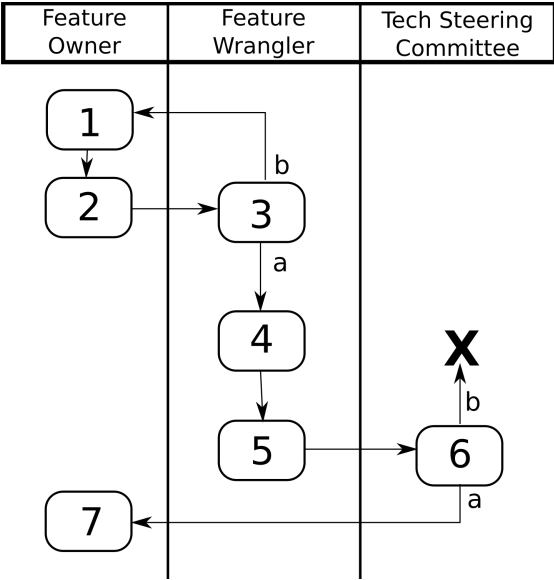 Feature
Owner
Feature
Wrangler
Tech Steering
Committee
1
b
2
3
a
4
X
b
5
6
a
7